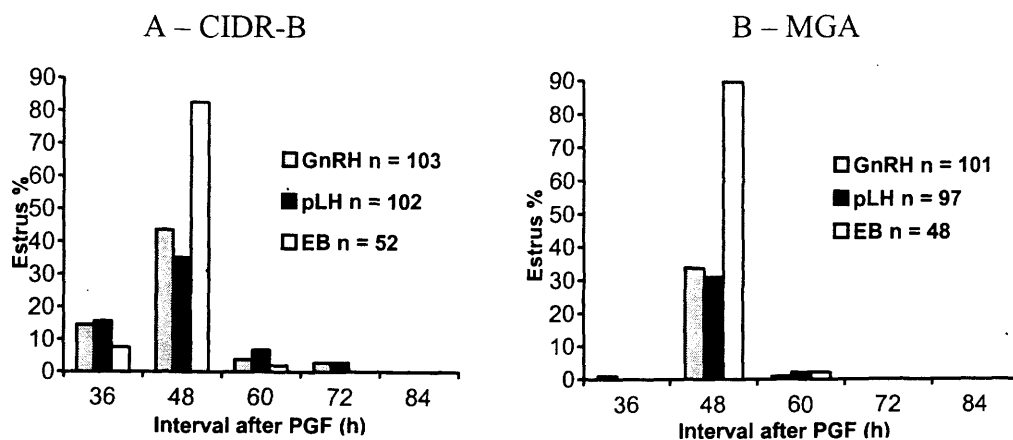 A – CIDR-B
90
80
70
60
50
40
30
20
10
0
Estrus %
GnRH n = 103
pLH n = 102
EB n = 52
36 48 60 72 84
Interval after PGF (h)
B – MGA
90
80
70
60
50
40
30
20
10
0
Estrus %
GnRH n = 101
pLH n = 97
EB n = 48
36 48 60 72 84
Interval after PGF (h)